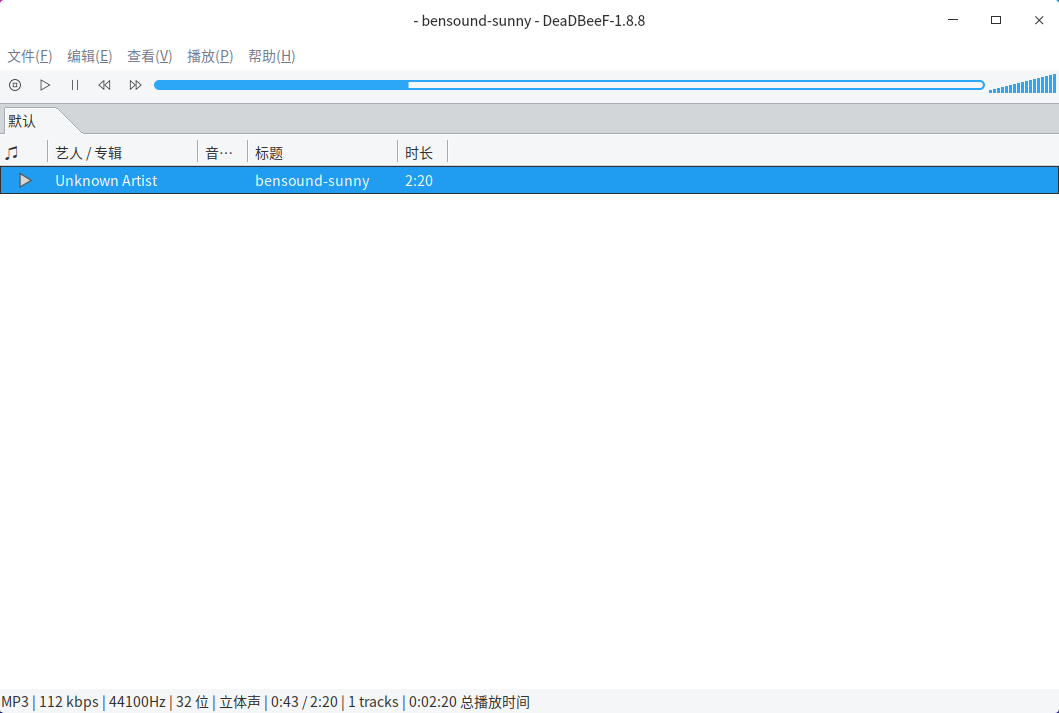 - bensound-sunny - DeaDBeeF-1.8.8
文件(F) 编辑(E) 查看(V) 播放(P) 帮助(H)
默认
艺人 / 专辑 音… 标题 时长
Unknown Artist bensound-sunny 2:20
MP3 | 112 kbps | 44100Hz | 32 位 | 立体声 | 0:43 / 2:20 | 1 tracks | 0:02:20 总播放时间